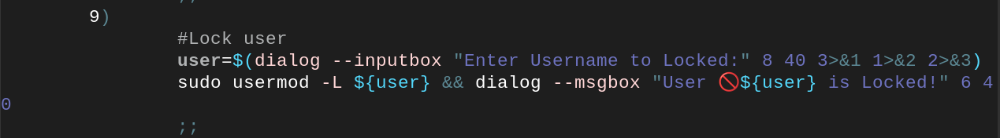 ;;
9)
#Lock user
user=$(dialog --inputbox "Enter Username to Locked:" 8 40 3>&1 1>&2 2>&3)
sudo usermod -L ${user} && dialog --msgbox "User 🚫${user} is Locked!" 6 4
0
;;